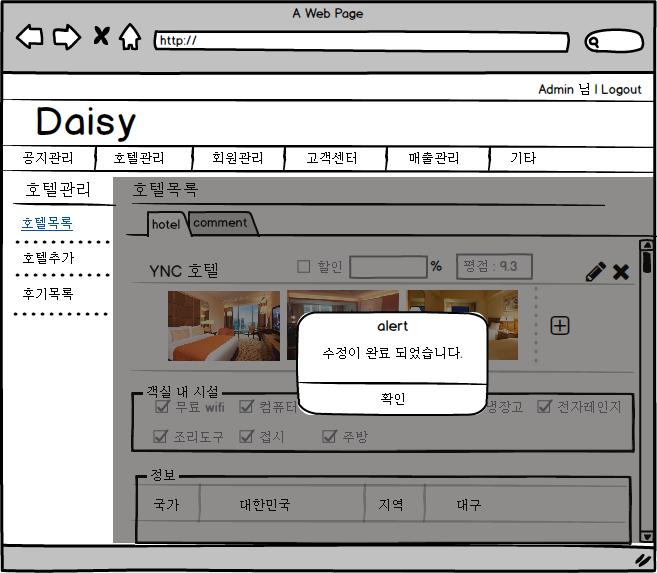 A Web Page
http://
Admin 님 | Logout
Daisy
공지관리 호텔관리 회원관리 고객센터 매출관리 기타
호텔관리
호텔목록
호텔추가
후기목록
호텔목록
hotel comment
YNC 호텔 할인 % 평점 : 9.3
alert
수정이 완료 되었습니다.
확인
객실 내 시설
무료 wifi 컴퓨터 냉장고 전자레인지
조리도구 접시 주방
정보
국가 대한민국 지역 대구